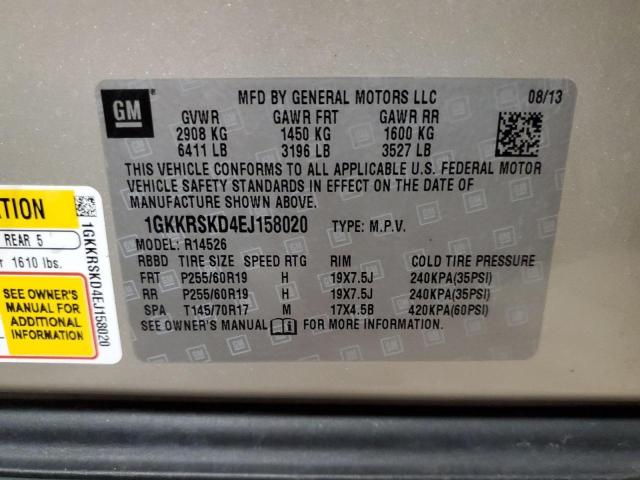 GM
MFD BY GENERAL MOTORS LLC 08/13
GVWR GAWR FRT GAWR RR
2908 KG 1450 KG 1600 KG
6411 LB 3196 LB 3527 LB
THIS VEHICLE CONFORMS TO ALL APPLICABLE U.S. FEDERAL MOTOR
VEHICLE SAFETY STANDARDS IN EFFECT ON THE DATE OF
MANUFACTURE SHOWN ABOVE.
1GKKRSKD4EJ158020 TYPE: M.P.V.
MODEL: R14526
RBBD TIRE SIZE SPEED RTG RIM COLD TIRE PRESSURE
FRT P255/60R19 H 19X7.5J 240KPA(35PSI)
RR P255/60R19 H 19X7.5J 240KPA(35PSI)
SPA T145/70R17 M 17X4.5B 420KPA(60PSI)
SEE OWNER'S MANUAL FOR MORE INFORMATION
REAR 5
1610 lbs.
SEE OWNER'S
MANUAL FOR
ADDITIONAL
INFORMATION
1GKKRSKD4EJ158020